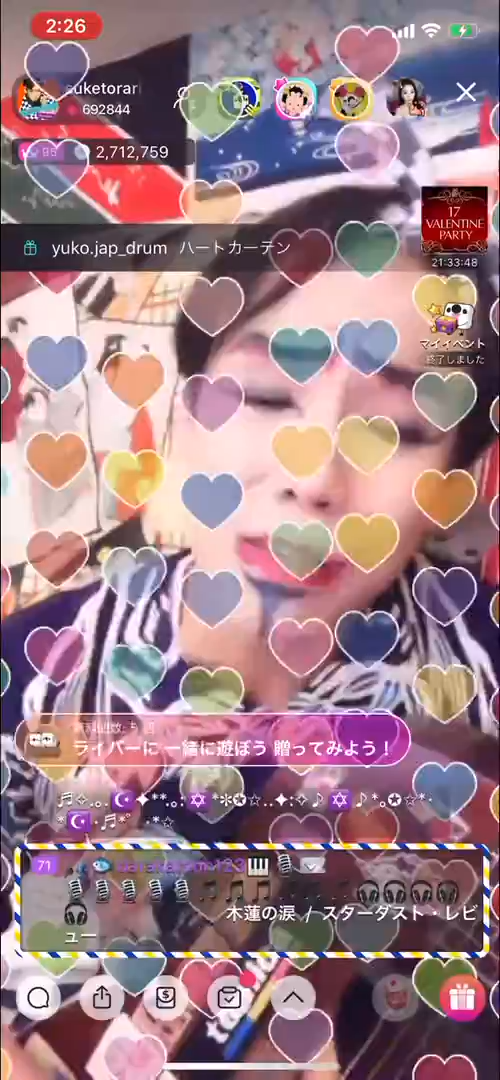 2:26
suketorar
692844
95 2,712,759
17
VALENTINE
PARTY
21:33:48
yuko.jap_drum ハートカーテン
マイイベント
終了しました
ライバーに 一緒に遊ぼう 贈ってみよう！
71
木蓮の涙 / スターダスト・レビ
ュー